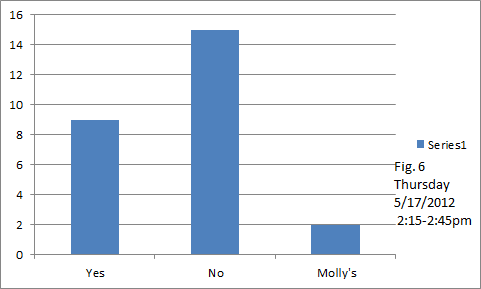 16
14
12
10
8
6
4
2
0
Yes No Molly's
Series1
Fig. 6
Thursday
5/17/2012
2:15-2:45pm